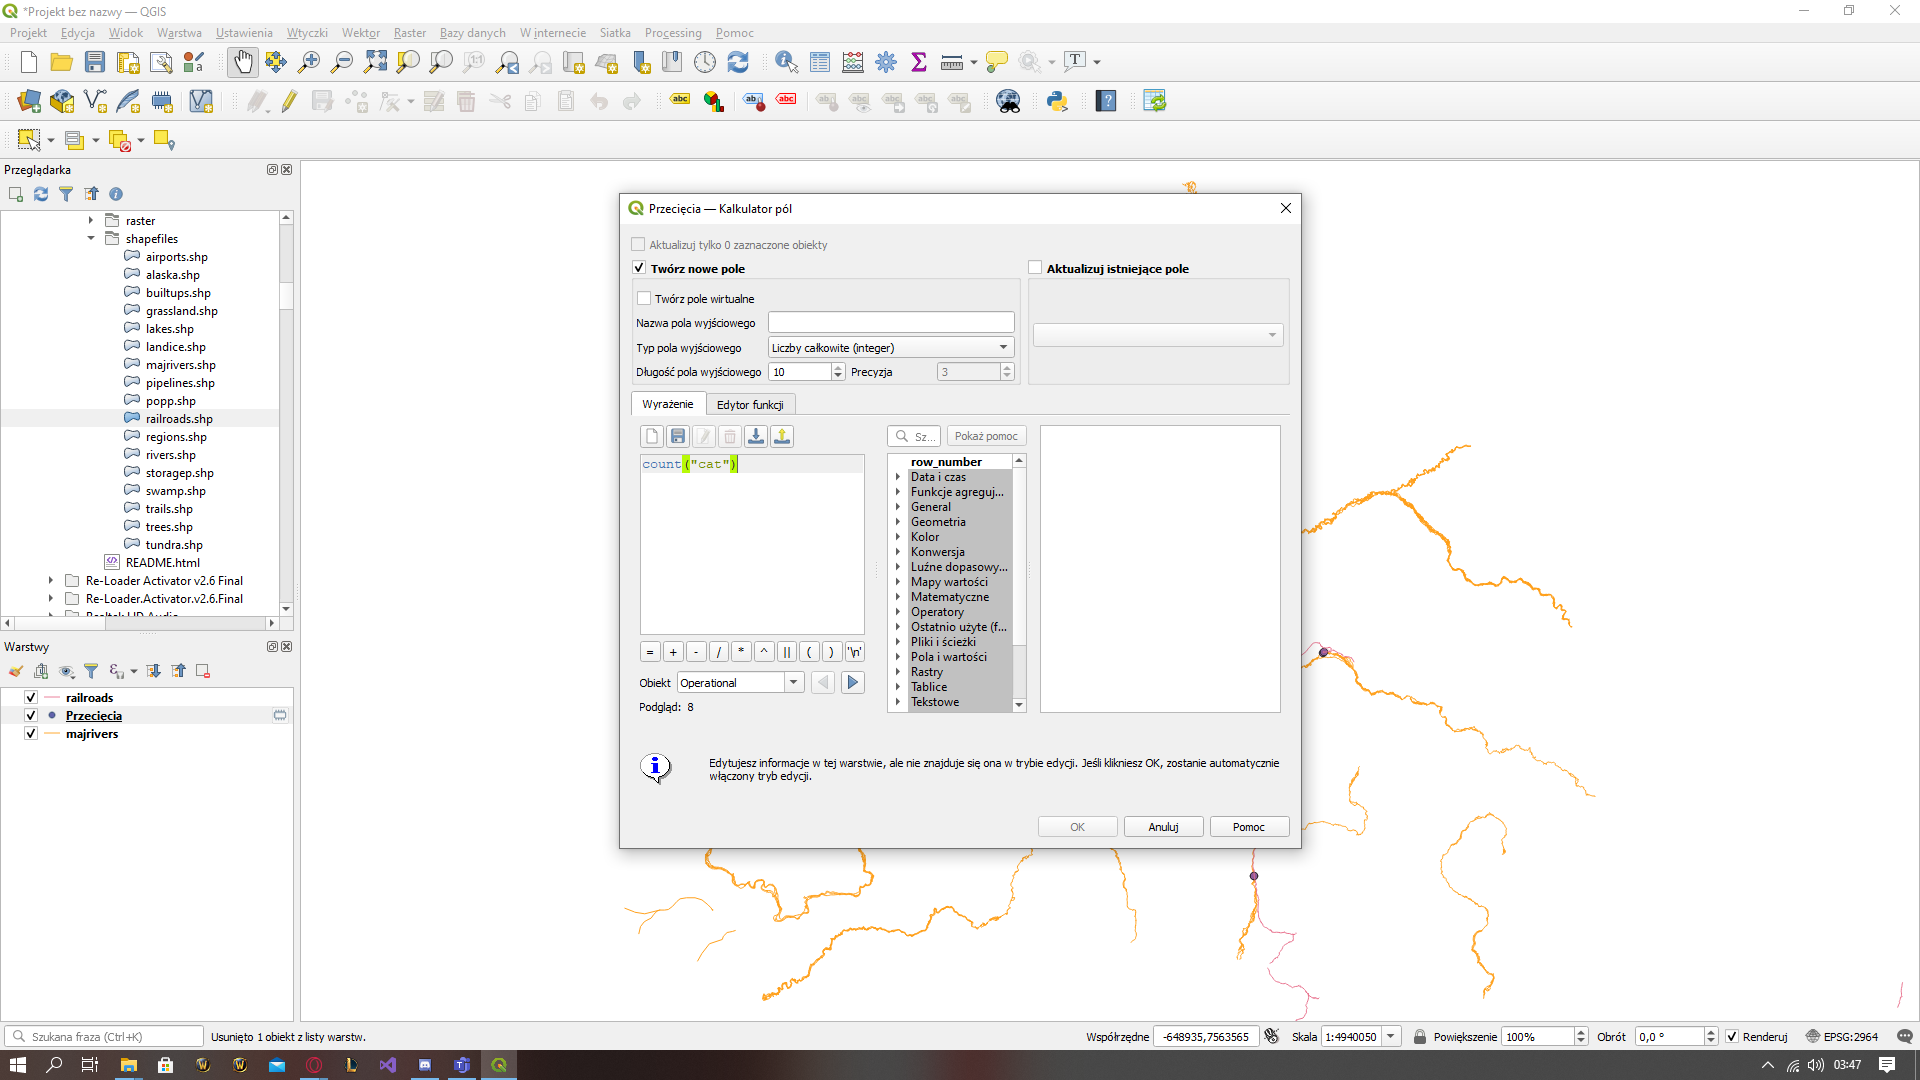 *Projekt bez nazwy — QGIS
Projekt Edycja Widok Warstwa Ustawienia Wtyczki Wektor Raster Bazy danych W internecie Siatka Processing Pomoc
Przeglądarka
raster
shapefiles
airports.shp
alaska.shp
builtups.shp
grassland.shp
lakes.shp
landice.shp
majrivers.shp
pipelines.shp
popp.shp
railroads.shp
regions.shp
rivers.shp
storagep.shp
swamp.shp
trails.shp
trees.shp
tundra.shp
README.html
Re-Loader Activator v2.6 Final
Re-Loader.Activator.v2.6.Final
Warstwy
railroads
Przecięcia
majrivers
Przecięcia — Kalkulator pól
Aktualizuj tylko 0 zaznaczone obiekty
Twórz nowe pole
Aktualizuj istniejące pole
Twórz pole wirtualne
Nazwa pola wyjściowego
Typ pola wyjściowego Liczby całkowite (integer)
Długość pola wyjściowego 10 Precyzja 3
Wyrażenie Edytor funkcji
Sz... Pokaż pomoc
count("cat")
row_number
Data i czas
Funkcje agreguj...
General
Geometria
Kolor
Konwersja
Luźne dopasowy...
Mapy wartości
Matematyczne
Operatory
Ostatnio użyte (f...
Pliki i ścieżki
Pola i wartości
Rastry
Tablice
Tekstowe
= + - / * ^ || ( ) '\n'
Obiekt Operational
Podgląd: 8
Edytujesz informacje w tej warstwie, ale nie znajduje się ona w trybie edycji. Jeśli klikniesz OK, zostanie automatycznie
włączony tryb edycji.
OK Anuluj Pomoc
Szukana fraza (Ctrl+K) Usunięto 1 obiekt z listy warstw. Współrzędne -648935,7563565 Skala 1:4940050 Powiększenie 100% Obrót 0,0 ° Renderuj EPSG:2964
03:47